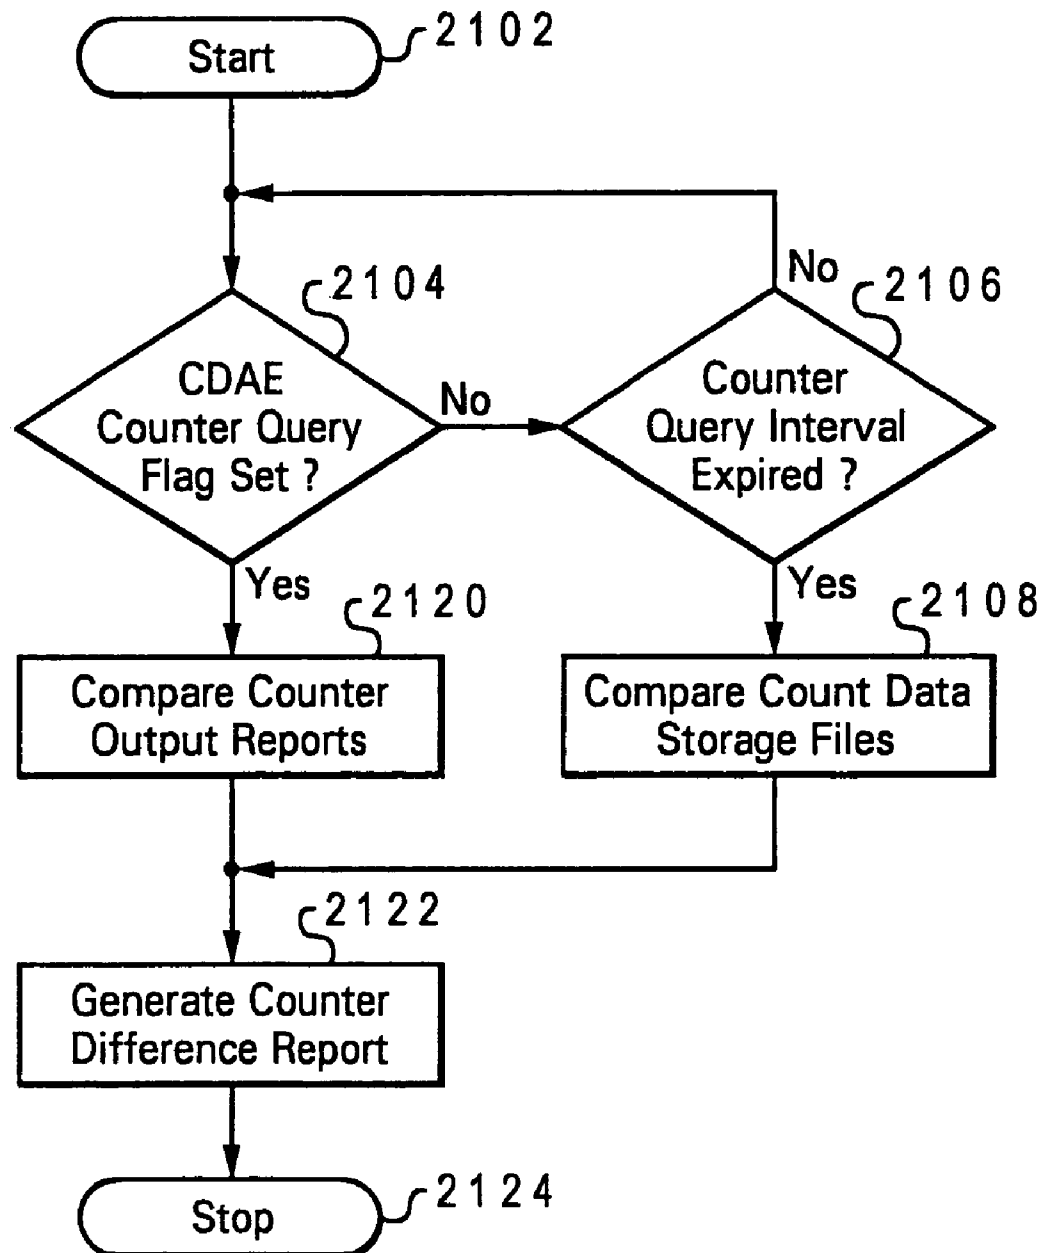 Start
2102
2104
No
2106
CDAE
Counter Query
Flag Set ?
No
Counter
Query Interval
Expired ?
Yes
2120
Yes
2108
Compare Counter
Output Reports
Compare Count Data
Storage Files
2122
Generate Counter
Difference Report
Stop
2124